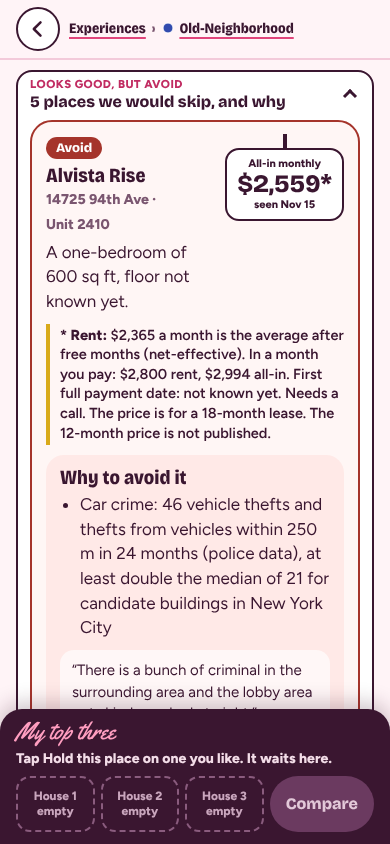 Experiences › Old-Neighborhood
LOOKS GOOD, BUT AVOID
5 places we would skip, and why
Avoid
Alvista Rise
14725 94th Ave ·
Unit 2410
All-in monthly
$2,559*
seen Nov 15
A one-bedroom of
600 sq ft, floor not
known yet.
* Rent: $2,365 a month is the average after
free months (net-effective). In a month
you pay: $2,800 rent, $2,994 all-in. First
full payment date: not known yet. Needs a
call. The price is for a 18-month lease. The
12-month price is not published.
Why to avoid it
• Car crime: 46 vehicle thefts and
thefts from vehicles within 250
m in 24 months (police data), at
least double the median of 21 for
candidate buildings in New York
City
“There is a bunch of criminal in the
surrounding area and the lobby area
My top three
Tap Hold this place on one you like. It waits here.
House 1
empty
House 2
empty
House 3
empty
Compare